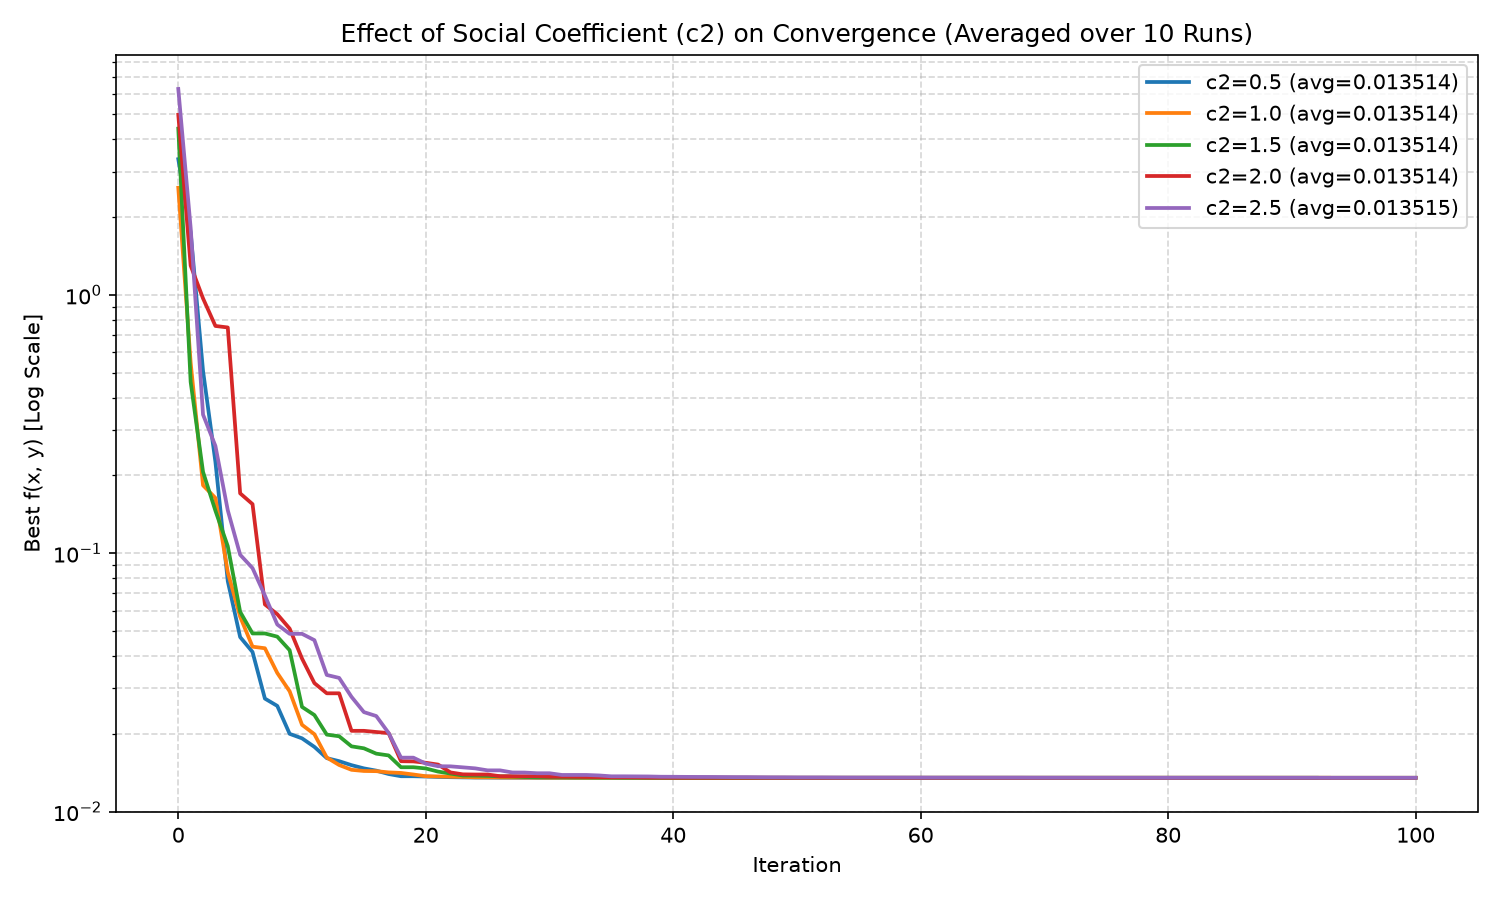 Effect of Social Coefficient (c2) on Convergence (Averaged over 10 Runs)
c2=0.5 (avg=0.013514)
c2=1.0 (avg=0.013514)
c2=1.5 (avg=0.013514)
c2=2.0 (avg=0.013514)
c2=2.5 (avg=0.013515)
Best f(x, y) [Log Scale]
10⁰
10⁻¹
10⁻²
0 20 40 60 80 100
Iteration